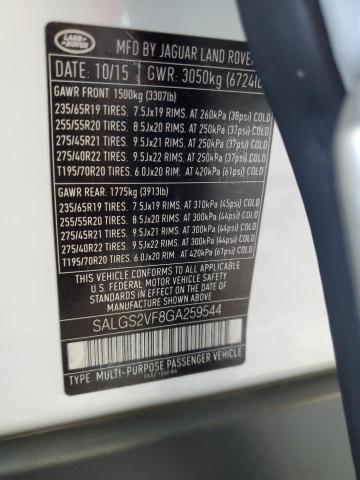 LAND ROVER
MFD BY JAGUAR LAND ROVER
DATE: 10/15 GWR: 3050kg (6724lb
GAWR FRONT: 1500kg (3307lb)
235/65R19 TIRES. 7.5Jx19 RIMS. AT 260kPa (38psi) COLD
255/55R20 TIRES. 8.5Jx20 RIMS. AT 250kPa (37psi) COLD
275/45R21 TIRES. 9.5Jx21 RIMS. AT 250kPa (37psi) COLD
275/40R22 TIRES. 9.5Jx22 RIMS. AT 250kPa (37psi) COLD
T195/70R20 TIRES. 6.0Jx20 RIMS. AT 420kPa (61psi) COLD
GAWR REAR: 1775kg (3913lb)
235/65R19 TIRES. 7.5Jx19 RIMS. AT 310kPa (45psi) COLD
255/55R20 TIRES. 8.5Jx20 RIMS. AT 300kPa (44psi) COLD
275/45R21 TIRES. 9.5Jx21 RIMS. AT 300kPa (44psi) COLD
275/40R22 TIRES. 9.5Jx22 RIMS. AT 300kPa (44psi) COLD
T195/70R20 TIRES. 6.0Jx20 RIMS. AT 420kPa (61psi) COLD
THIS VEHICLE CONFORMS TO ALL APPLICABLE
U.S. FEDERAL MOTOR VEHICLE SAFETY STANDARDS
IN EFFECT ON THE DATE OF MANUFACTURE
SHOWN ABOVE.
SALGS2VF8GA259544
TYPE: MULTI-PURPOSE PASSENGER VEHICLE